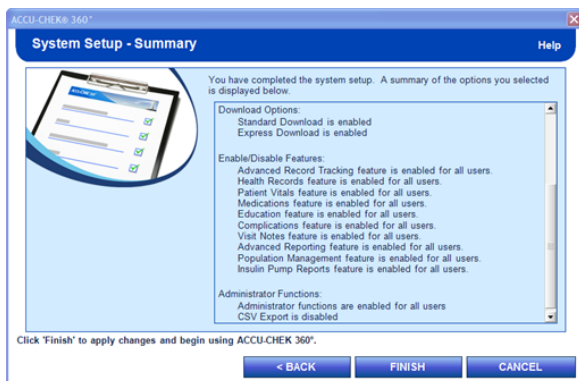 ACCU-CHEK® 360°
System Setup - Summary
Help
You have completed the system setup. A summary of the options you selected
is displayed below.
Download Options:
Standard Download is enabled
Express Download is enabled
Enable/Disable Features:
Advanced Record Tracking feature is enabled for all users.
Health Records feature is enabled for all users.
Patient Vitals feature is enabled for all users.
Medications feature is enabled for all users.
Education feature is enabled for all users.
Complications feature is enabled for all users.
Visit Notes feature is enabled for all users.
Advanced Reporting feature is enabled for all users.
Population Management feature is enabled for all users.
Insulin Pump Reports feature is enabled for all users.
Administrator Functions:
Administrator functions are enabled for all users
CSV Export is disabled
Click 'Finish' to apply changes and begin using ACCU-CHEK 360°.
< BACK
FINISH
CANCEL